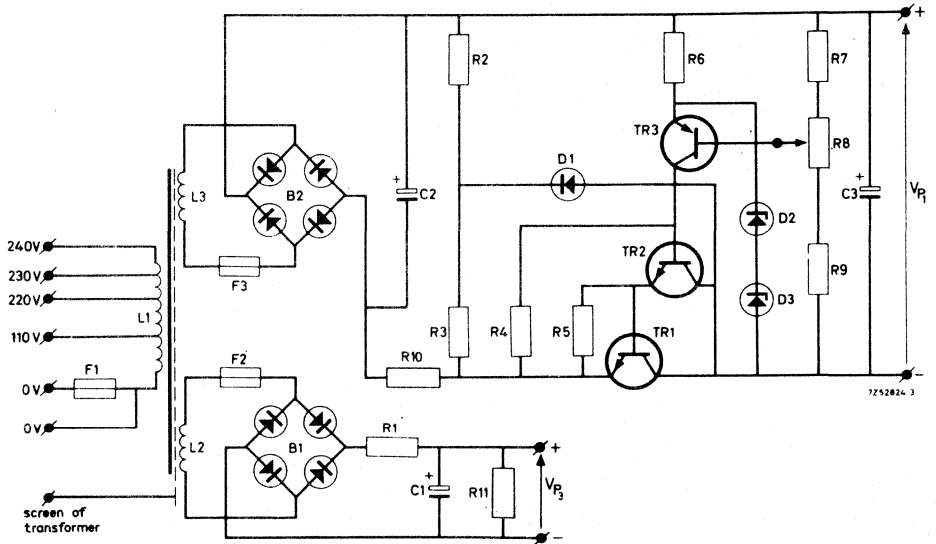 +
R2
R6
R7
TR3
R8
D1
L3
B2
+
C2
+
C3
VP1
D2
TR2
240V
F3
R9
230V
220V
L1
D3
R3
R4
R5
TR1
110V
R10
F1
F2
0V
-
7Z52824 3
0V
L2
B1
R1
+
+
C1
R11
VP3
screen of
transformer
-